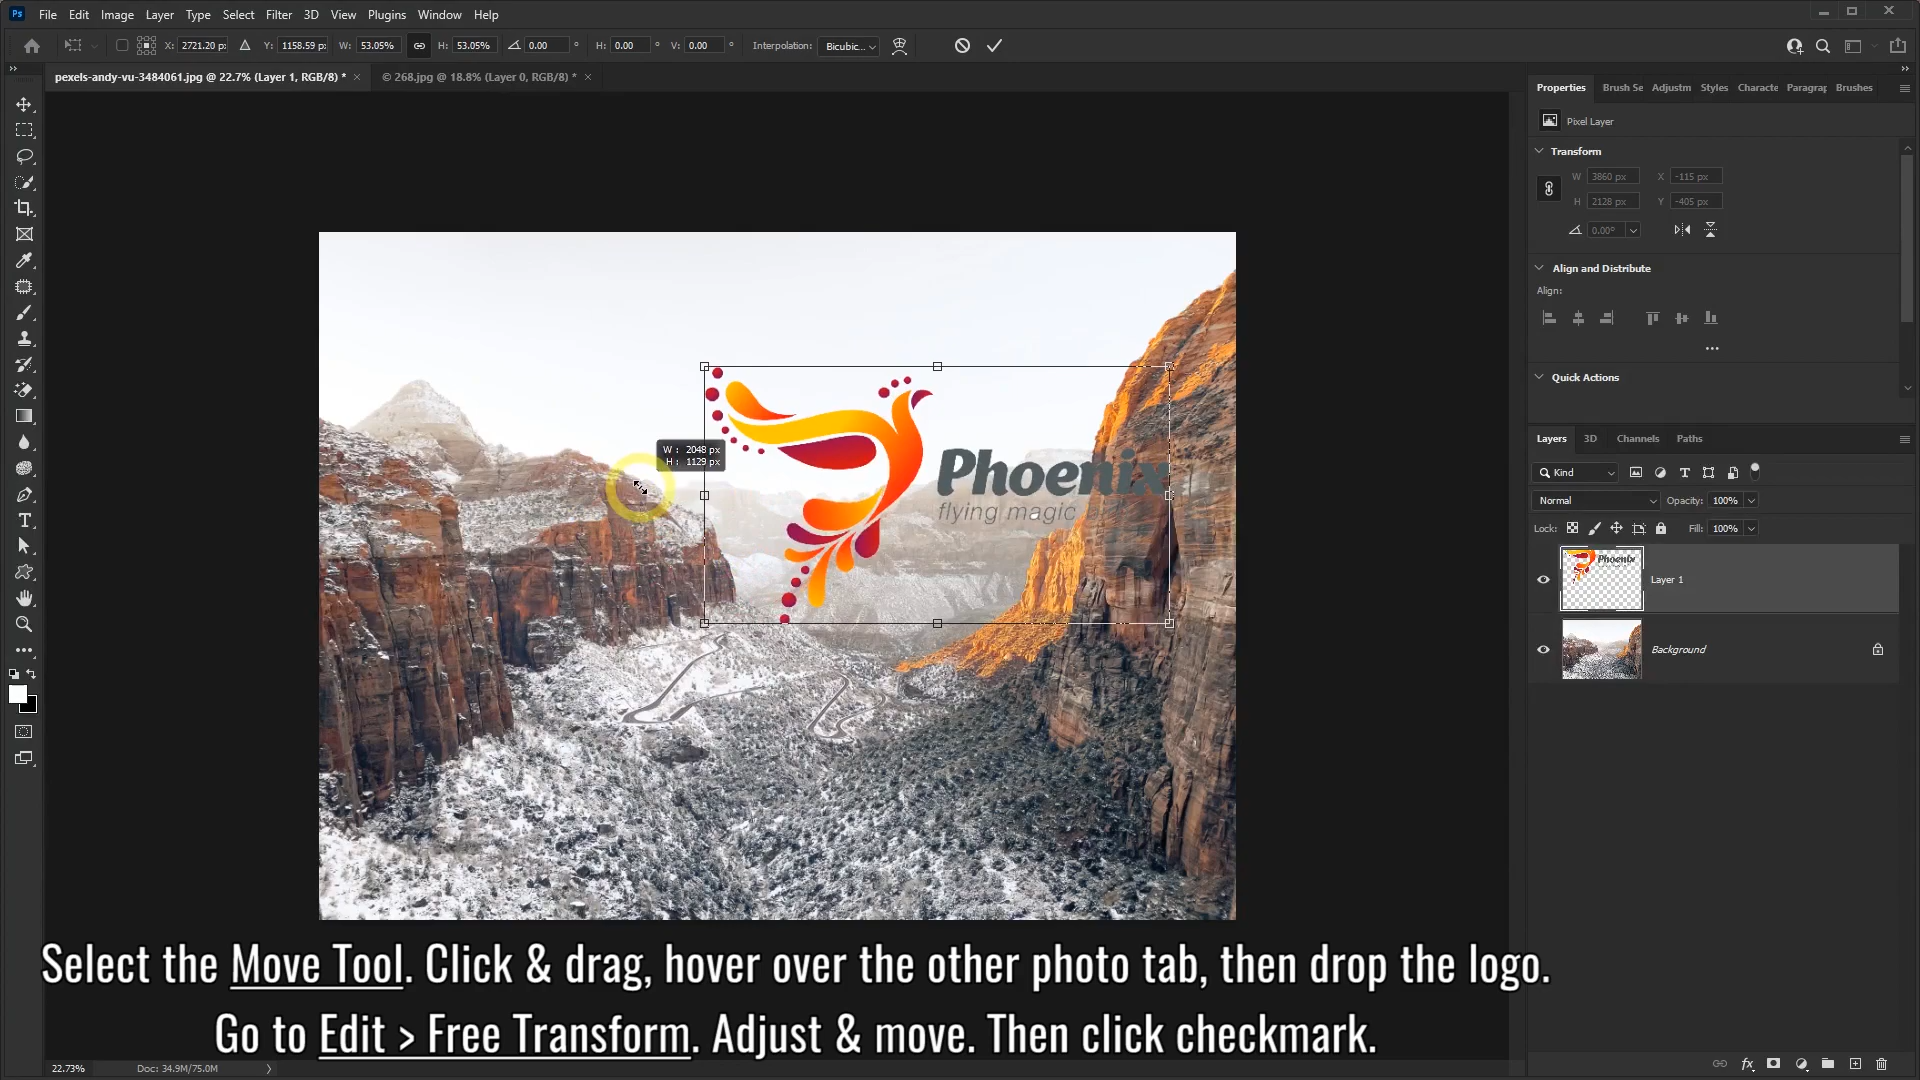 Ps File Edit Image Layer Type Select Filter 3D View Plugins Window Help
X: 2721.20 px Y: 1158.59 px W: 53.05% H: 53.05% 0.00 ° H: 0.00 ° V: 0.00 ° Interpolation: Bicubic...
pexels-andy-vu-3484061.jpg @ 22.7% (Layer 1, RGB/8) * × © 268.jpg @ 18.8% (Layer 0, RGB/8) * ×
Properties Brush Se Adjustm Styles Characte Paragrap Brushes
Pixel Layer
Transform
W 3860 px X -115 px
H 2128 px Y -405 px
0.00°
Align and Distribute
Align:
Quick Actions
W : 2048 px
H : 1129 px
Phoenix
flying magic
Layers 3D Channels Paths
Kind
Normal Opacity: 100%
Lock: Fill: 100%
Phoenix
Layer 1
Background
Select the Move Tool. Click & drag, hover over the other photo tab, then drop the logo.
Go to Edit > Free Transform. Adjust & move. Then click checkmark.
22.73% Doc: 34.9M/75.0M
fx